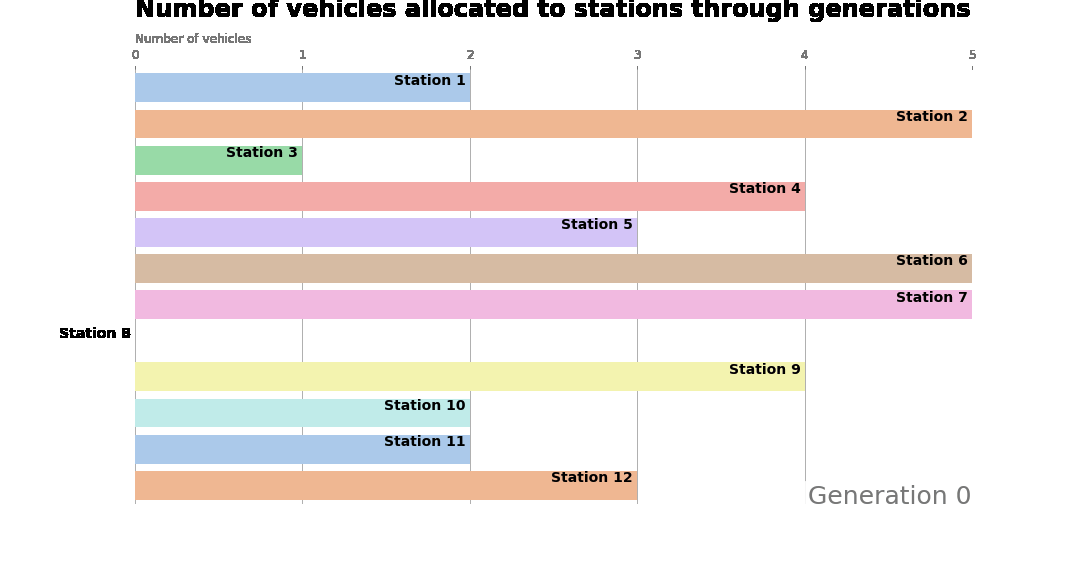 Number of vehicles allocated to stations through generations
Number of vehicles
0 1 2 3 4 5
Station 1
Station 2
Station 3
Station 4
Station 5
Station 6
Station 7
Station 8
Station 9
Station 10
Station 11
Station 12
Generation 0